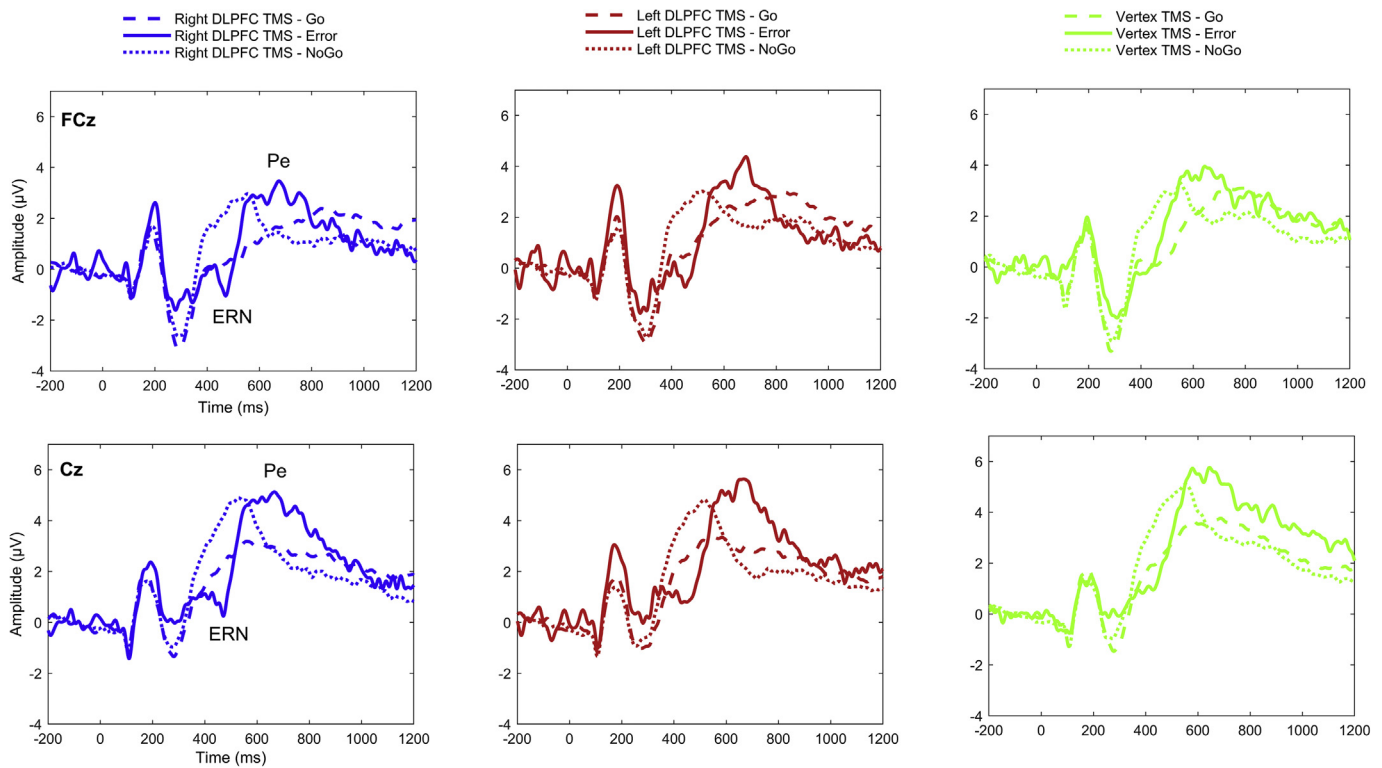 Right DLPFC TMS - Go
Right DLPFC TMS - Error
Right DLPFC TMS - NoGo
Left DLPFC TMS - Go
Left DLPFC TMS - Error
Left DLPFC TMS - NoGo
Vertex TMS - Go
Vertex TMS - Error
Vertex TMS - NoGo
FCz
Pe
ERN
Amplitude (µV)
6
4
2
0
-2
-4
-200 0 200 400 600 800 1000 1200
Time (ms)
6
4
2
0
-2
-4
-200 0 200 400 600 800 1000 1200
6
4
2
0
-2
-4
-200 0 200 400 600 800 1000 1200
Cz
Pe
ERN
Amplitude (µV)
6
4
2
0
-2
-4
-200 0 200 400 600 800 1000 1200
Time (ms)
6
4
2
0
-2
-4
-200 0 200 400 600 800 1000 1200
6
4
2
0
-2
-4
-200 0 200 400 600 800 1000 1200